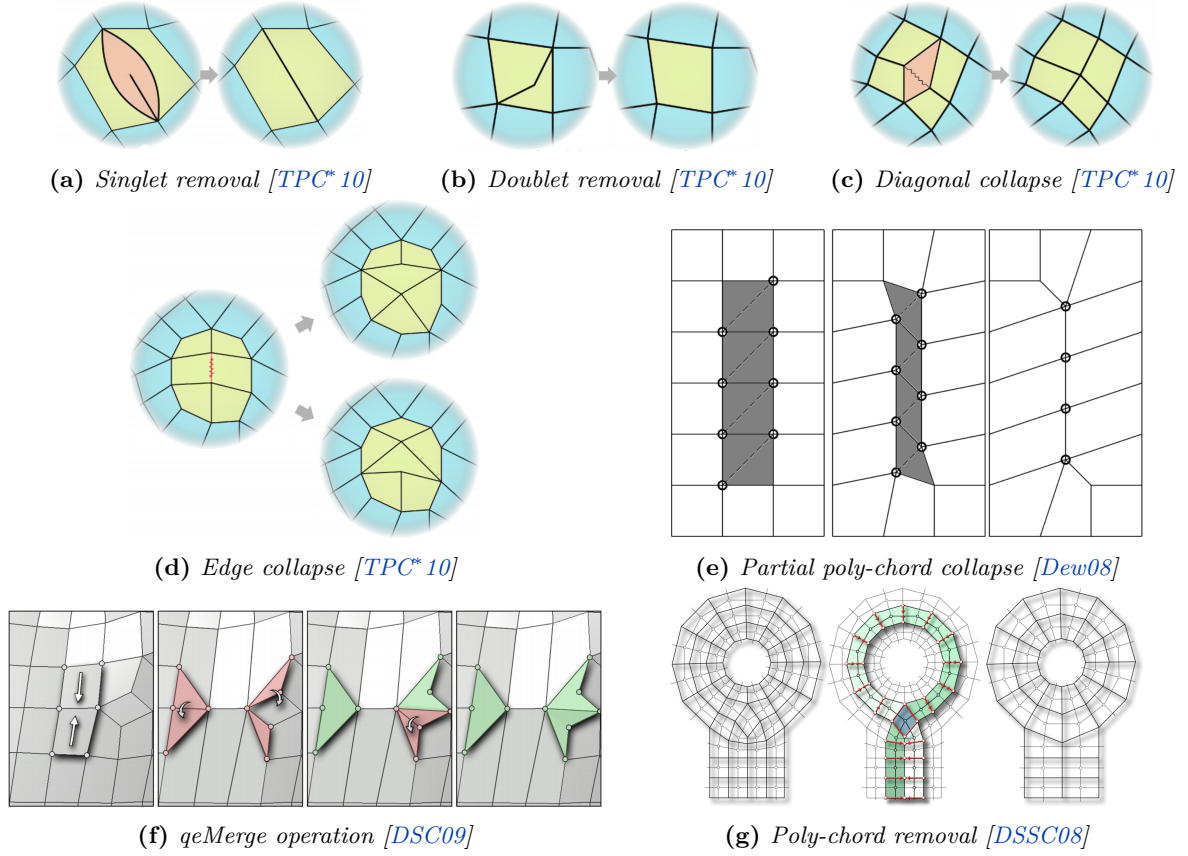 (a) Singlet removal [TPC*10]
(b) Doublet removal [TPC*10]
(c) Diagonal collapse [TPC*10]
(d) Edge collapse [TPC*10]
(e) Partial poly-chord collapse [Dew08]
(f) qeMerge operation [DSC09]
(g) Poly-chord removal [DSSC08]